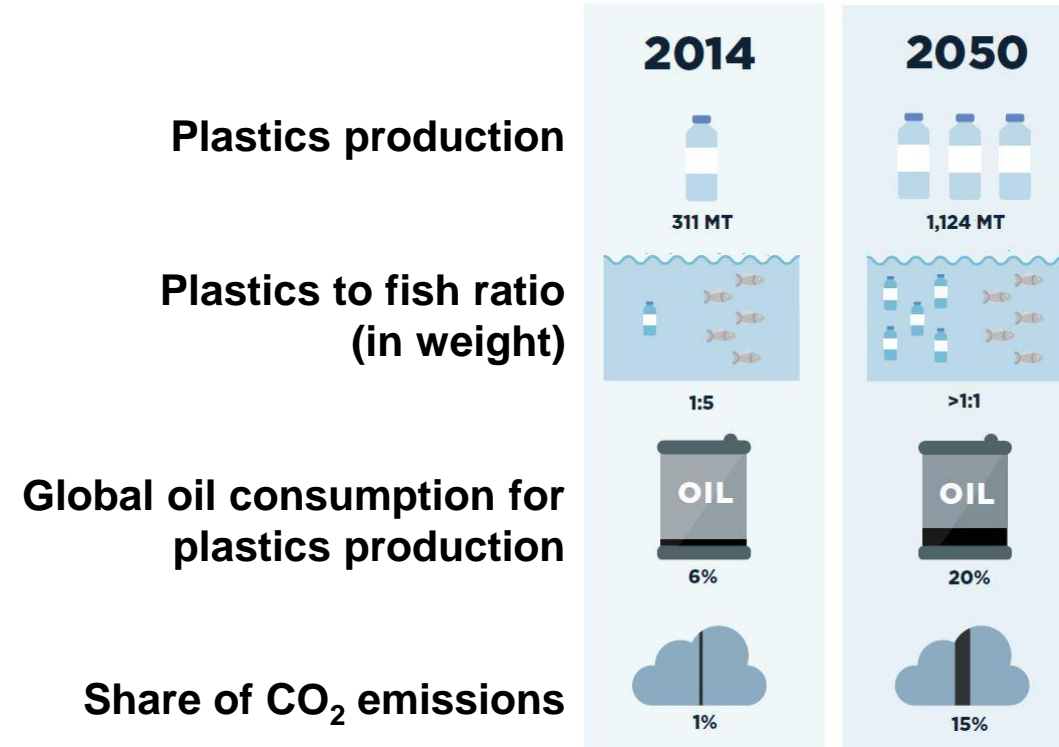 2014 2050
Plastics production
311 MT 1,124 MT
Plastics to fish ratio
(in weight)
1:5 >1:1
Global oil consumption for
plastics production
OIL OIL
6% 20%
Share of CO₂ emissions
1% 15%